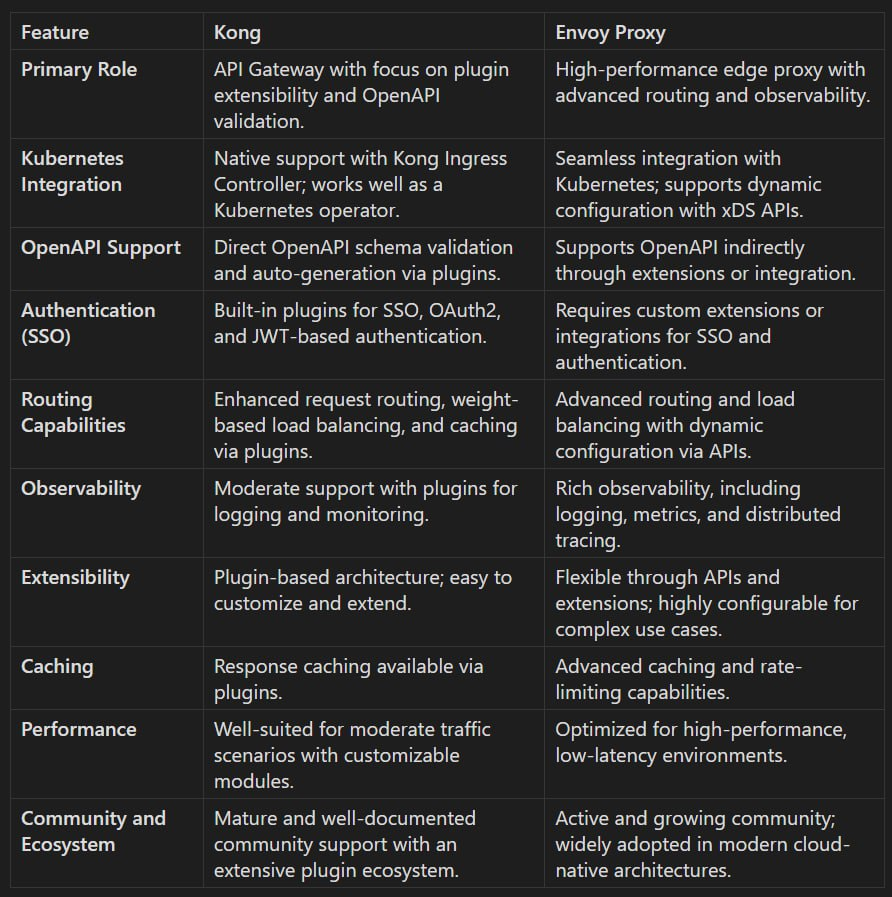 Feature Kong Envoy Proxy
Primary Role
API Gateway with focus on plugin
extensibility and OpenAPI
validation.
High-performance edge proxy with
advanced routing and observability.
Kubernetes
Integration
Native support with Kong Ingress
Controller; works well as a
Kubernetes operator.
Seamless integration with
Kubernetes; supports dynamic
configuration with xDS APIs.
OpenAPI Support
Direct OpenAPI schema validation
and auto-generation via plugins.
Supports OpenAPI indirectly
through extensions or integration.
Authentication
(SSO)
Built-in plugins for SSO, OAuth2,
and JWT-based authentication.
Requires custom extensions or
integrations for SSO and
authentication.
Routing
Capabilities
Enhanced request routing, weight-
based load balancing, and caching
via plugins.
Advanced routing and load
balancing with dynamic
configuration via APIs.
Observability
Moderate support with plugins for
logging and monitoring.
Rich observability, including
logging, metrics, and distributed
tracing.
Extensibility
Plugin-based architecture; easy to
customize and extend.
Flexible through APIs and
extensions; highly configurable for
complex use cases.
Caching
Response caching available via
plugins.
Advanced caching and rate-
limiting capabilities.
Performance
Well-suited for moderate traffic
scenarios with customizable
modules.
Optimized for high-performance,
low-latency environments.
Community and
Ecosystem
Mature and well-documented
community support with an
extensive plugin ecosystem.
Active and growing community;
widely adopted in modern cloud-
native architectures.